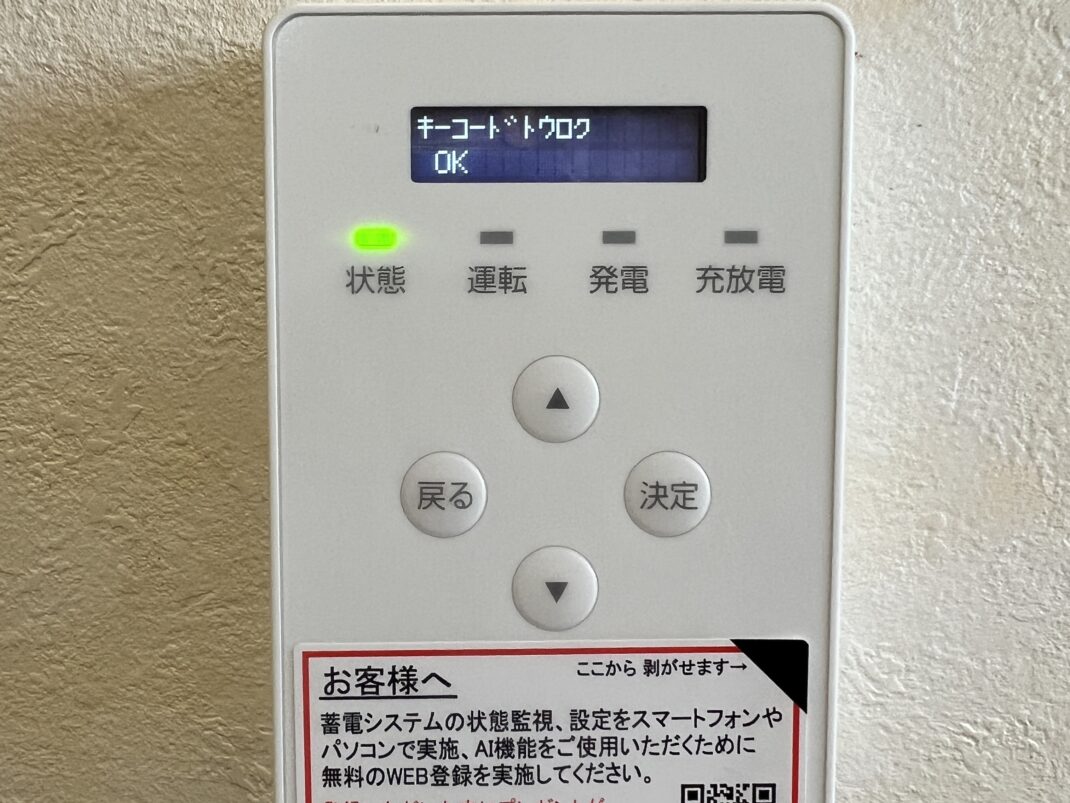 キーコードトウロク
OK
状態 運転 発電 充放電
▲
戻る 決定
▼
ここから 剥がせます→
お客様へ
蓄電システムの状態監視、設定をスマートフォンや
パソコンで実施、AI機能をご使用いただくために
無料のWEB登録を実施してください。